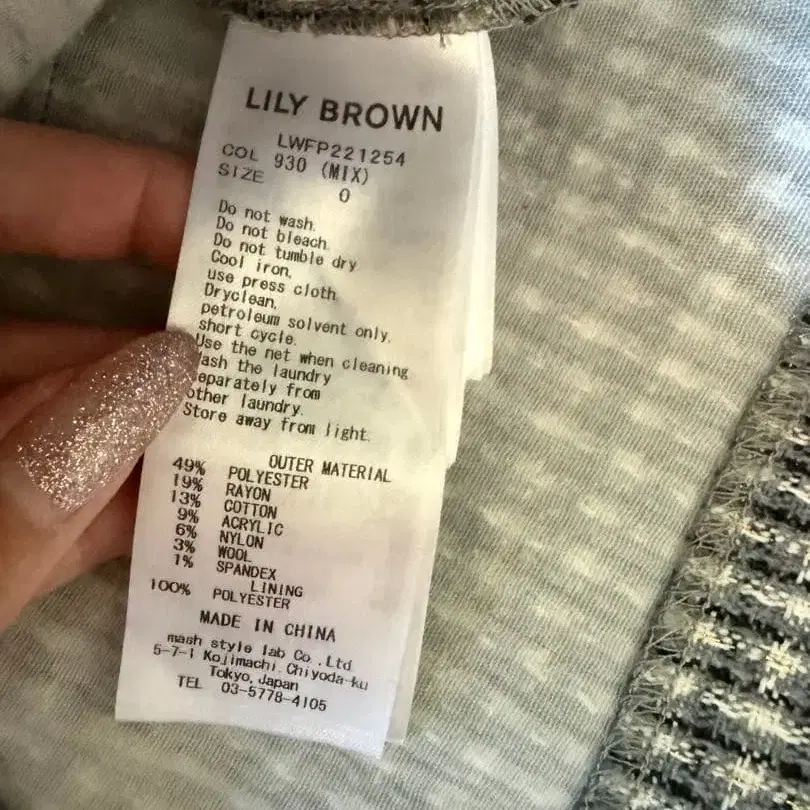 LILY BROWN
LWFP221254
COL 930 (MIX)
SIZE 0
Do not wash.
Do not bleach.
Do not tumble dry
Cool iron,
use press cloth
Dryclean,
petroleum solvent only,
short cycle.
Use the net when cleaning
ash the laundry
eparately from
other laundry.
Store away from light.
OUTER MATERIAL
49% POLYESTER
19% RAYON
13% COTTON
9% ACRYLIC
6% NYLON
3% WOOL
1% SPANDEX
LINING
100% POLYESTER
MADE IN CHINA
mash style lab Co.,Ltd
5-7-1 Kojimachi,Chiyoda-ku
Tokyo,Japan
TEL 03-5778-4105